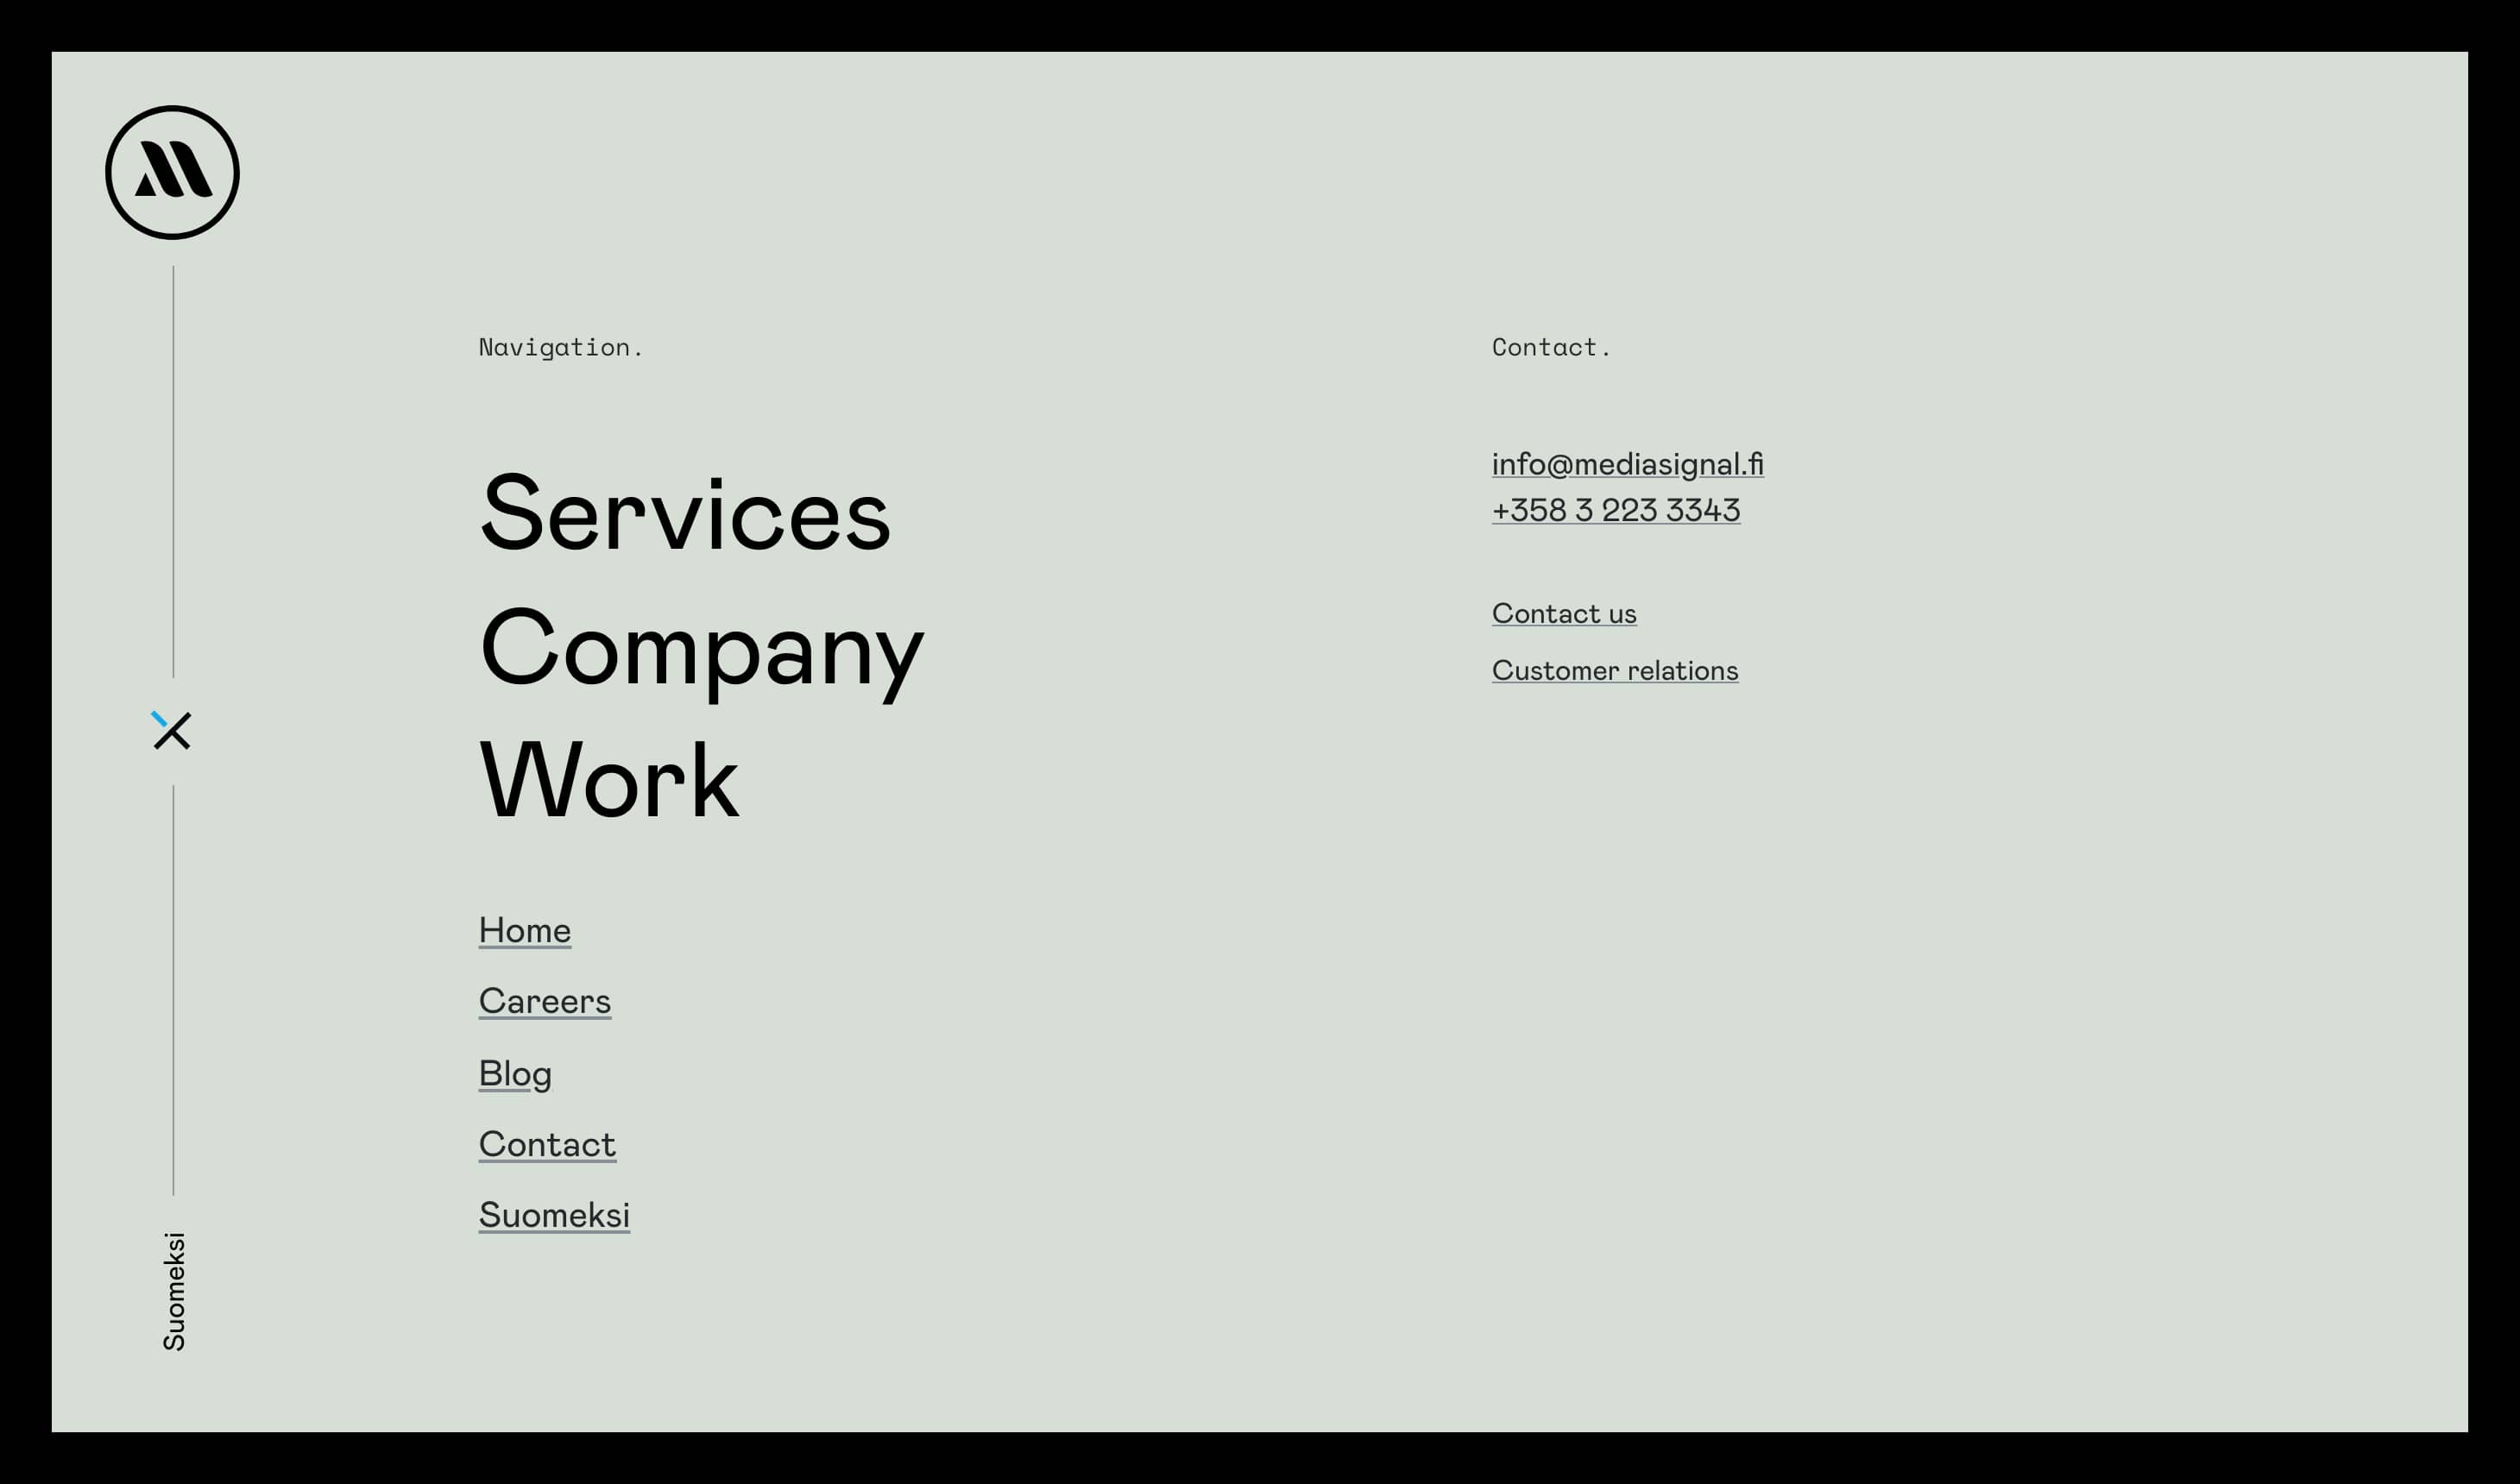 Navigation.
Services
Company
Work
Home
Careers
Blog
Contact
Suomeksi
Contact.
info@mediasignal.fi
+358 3 223 3343
Contact us
Customer relations
Suomeksi